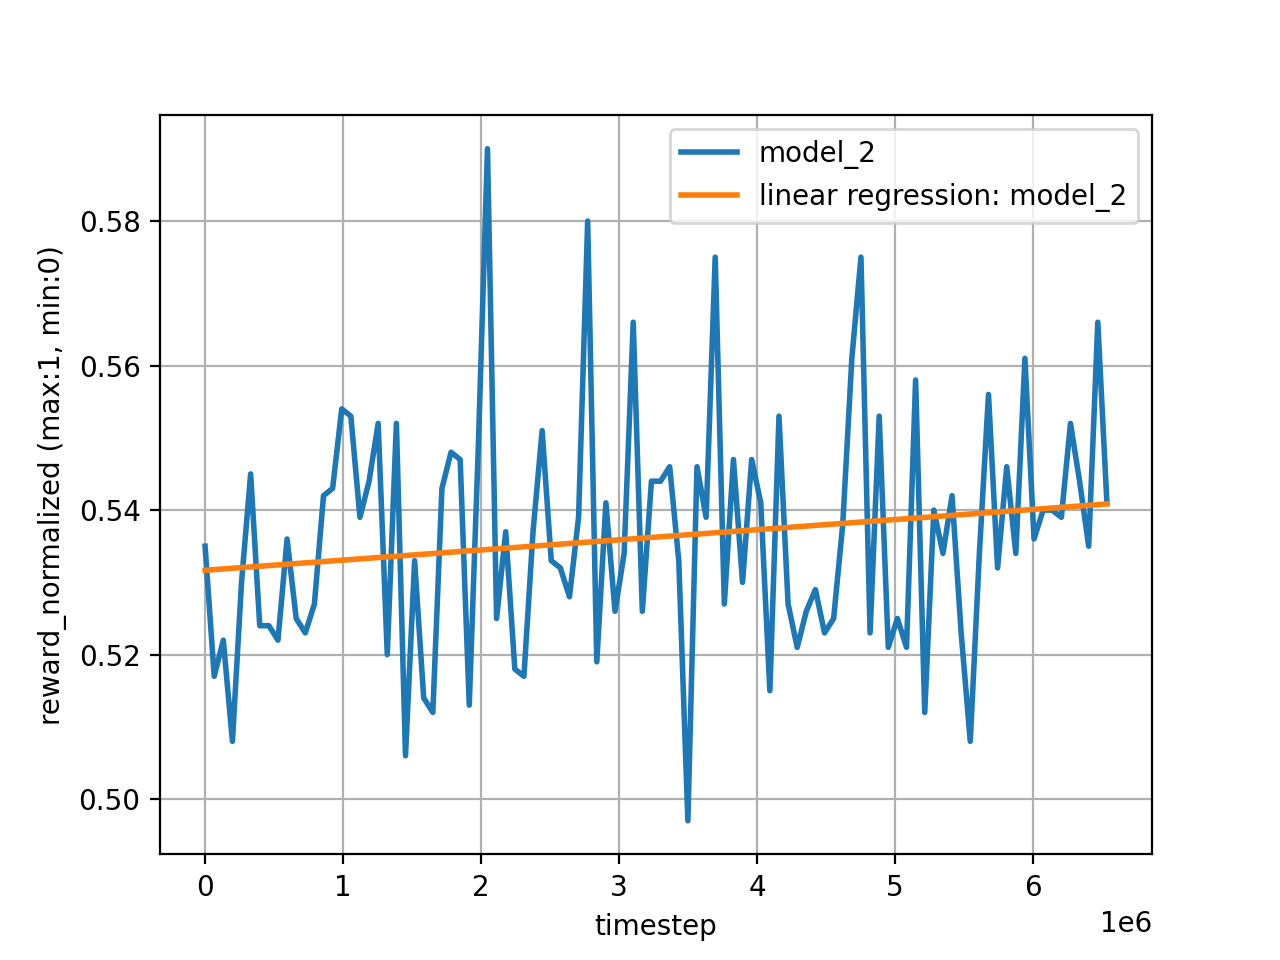 model_2
linear regression: model_2
0.58
0.56
0.54
0.52
0.50
reward_normalized (max:1, min:0)
0 1 2 3 4 5 6
1e6
timestep